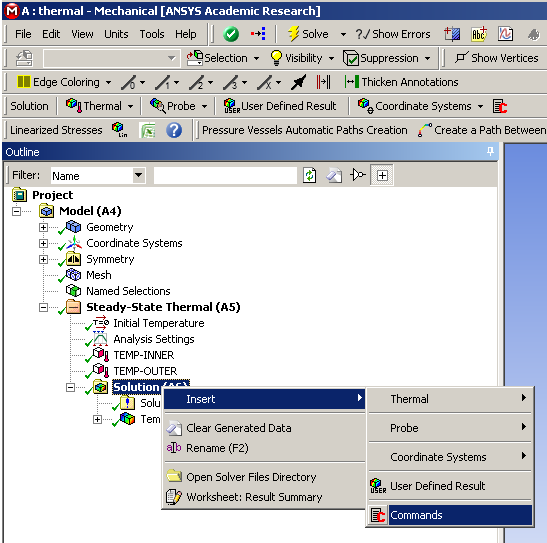 A : thermal - Mechanical [ANSYS Academic Research]
File Edit View Units Tools Help Solve ?/ Show Errors
Selection Visibility Suppression Show Vertices
Edge Coloring Thicken Annotations
Solution Thermal Probe User Defined Result Coordinate Systems
Linearized Stresses Pressure Vessels Automatic Paths Creation Create a Path Between
Outline
Filter: Name
Project
Model (A4)
Geometry
Coordinate Systems
Symmetry
Mesh
Named Selections
Steady-State Thermal (A5)
Initial Temperature
Analysis Settings
TEMP-INNER
TEMP-OUTER
Solution
Solu
Tem
Insert
Clear Generated Data
Rename (F2)
Open Solver Files Directory
Worksheet: Result Summary
Thermal
Probe
Coordinate Systems
User Defined Result
Commands